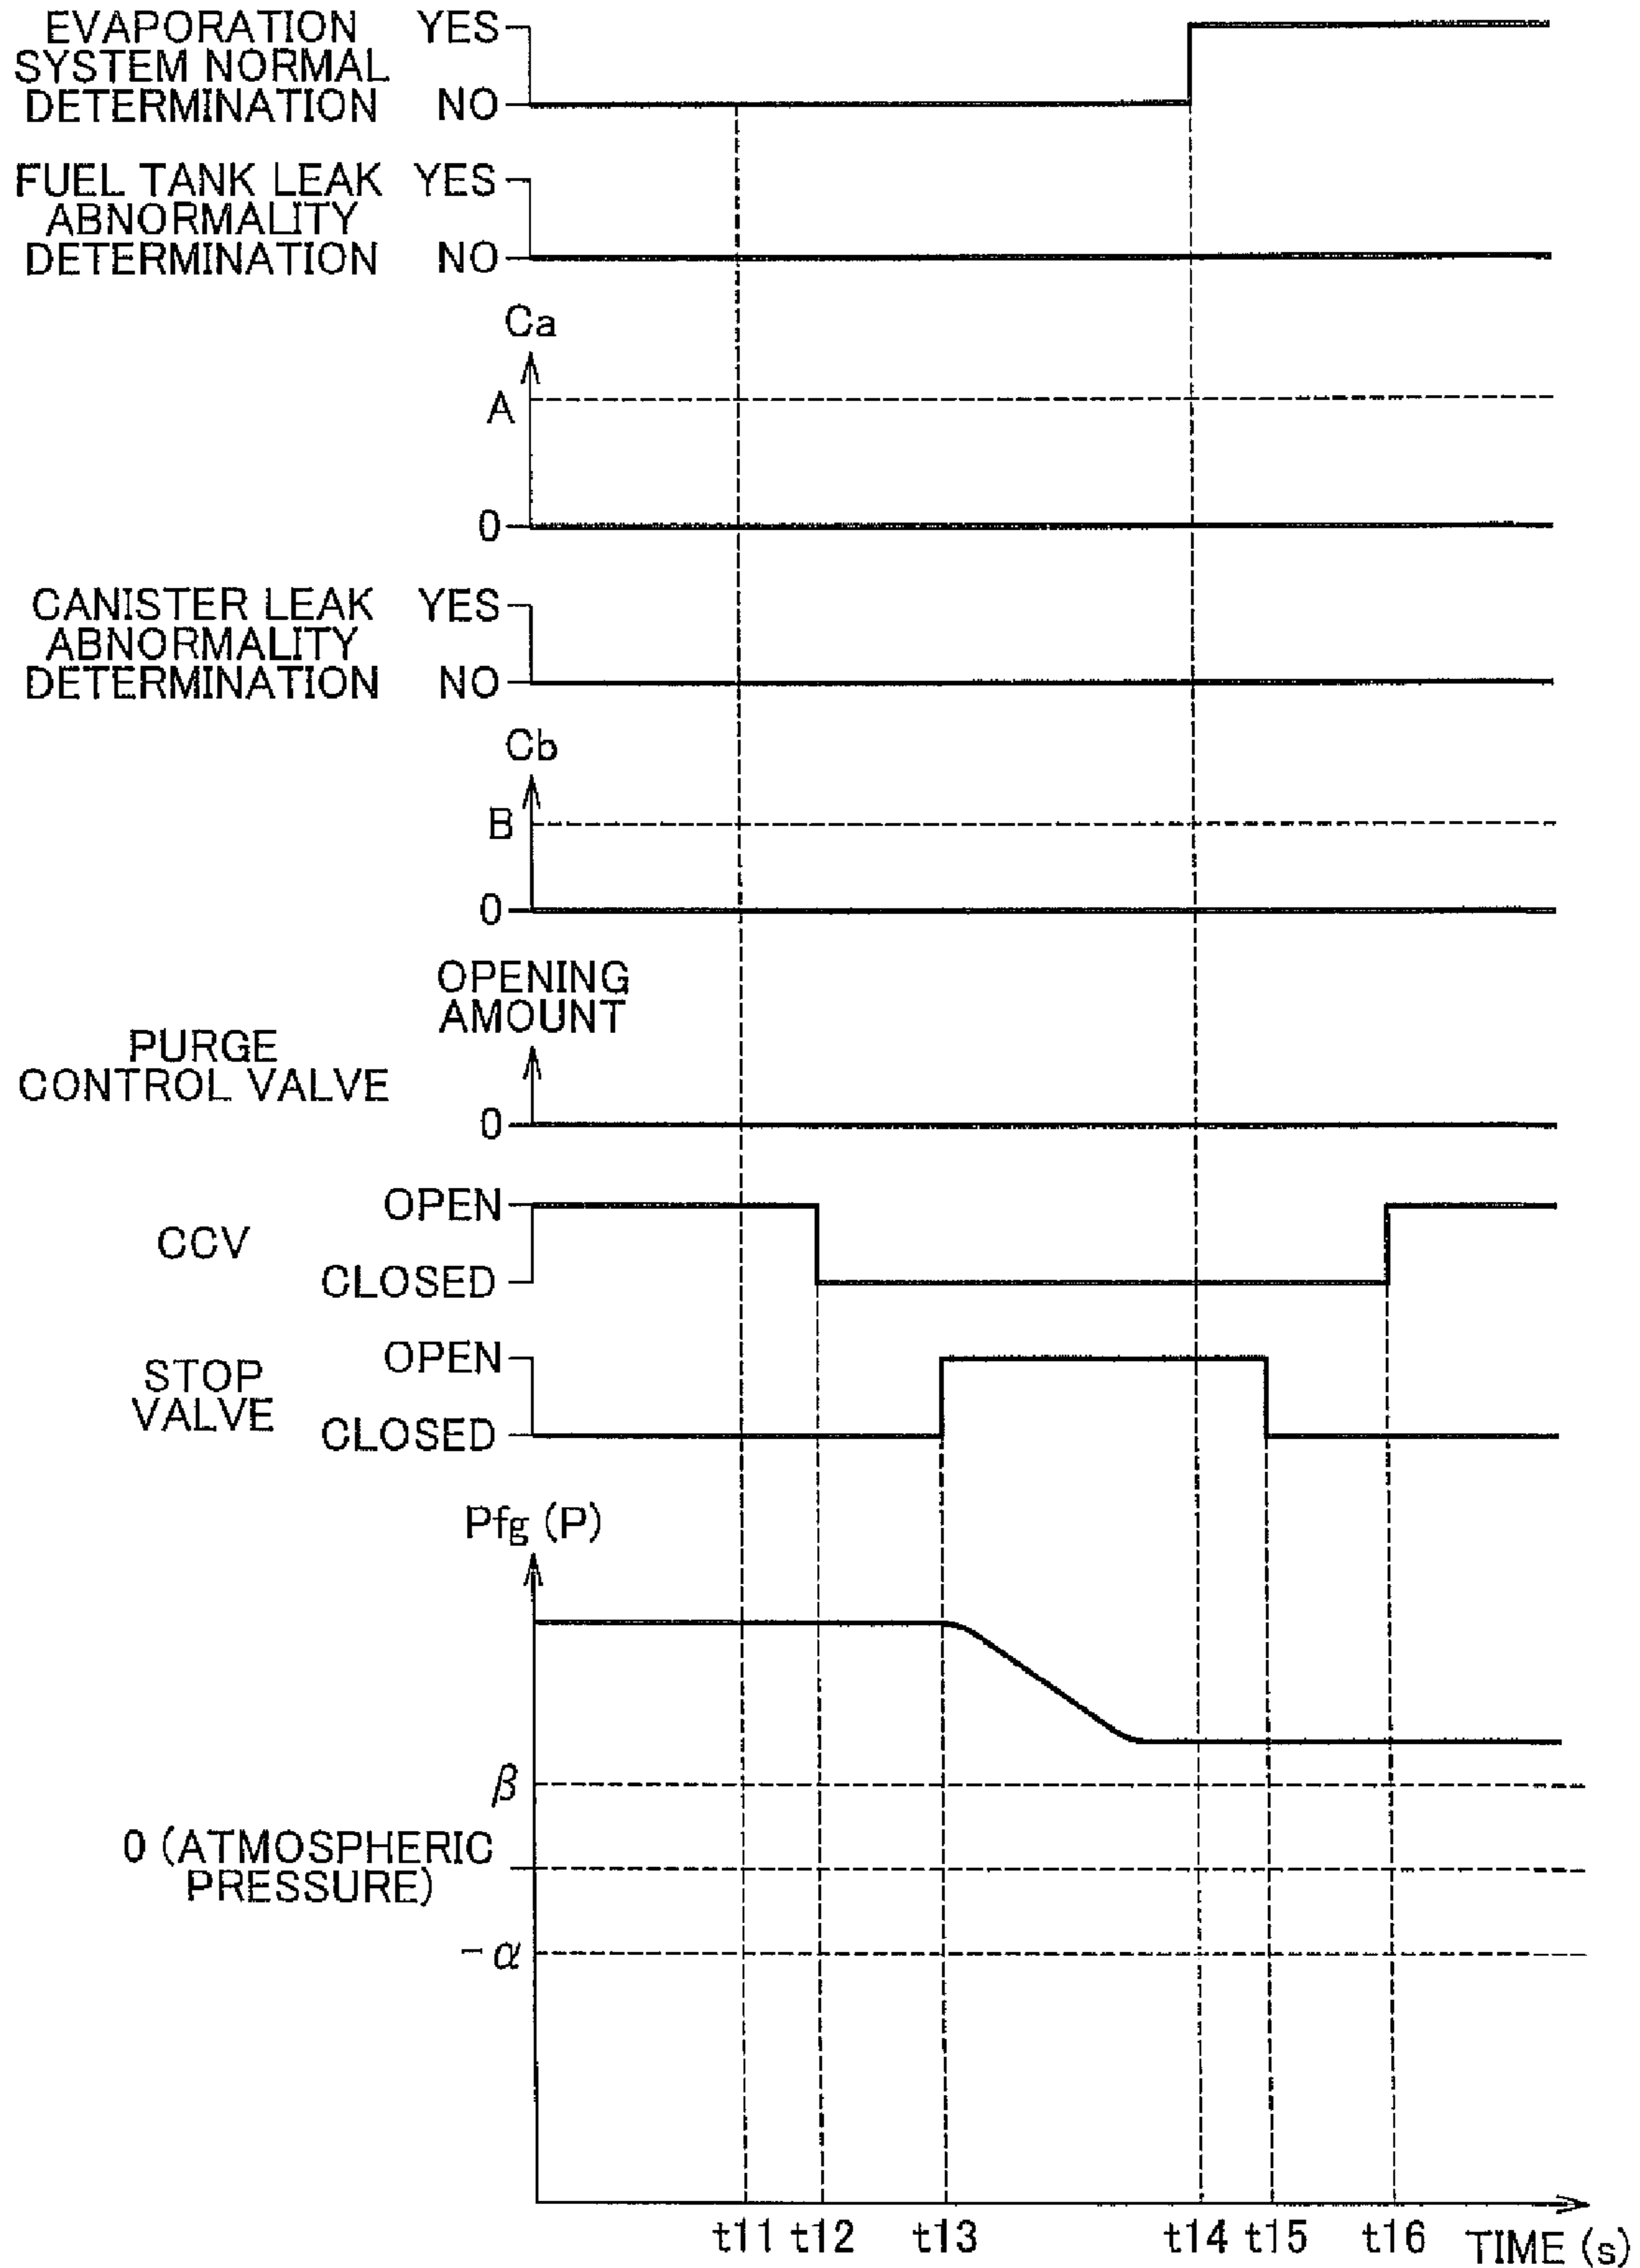 EVAPORATION
SYSTEM NORMAL
DETERMINATION
YES
NO
FUEL TANK LEAK
ABNORMALITY
DETERMINATION
YES
NO
Ca
A
0
CANISTER LEAK
ABNORMALITY
DETERMINATION
YES
NO
Cb
B
0
OPENING
AMOUNT
PURGE
CONTROL VALVE
0
CCV
OPEN
CLOSED
STOP
VALVE
OPEN
CLOSED
Pfg (P)
β
0 (ATMOSPHERIC
PRESSURE)
-α
t11 t12 t13 t14 t15 t16 TIME (s)